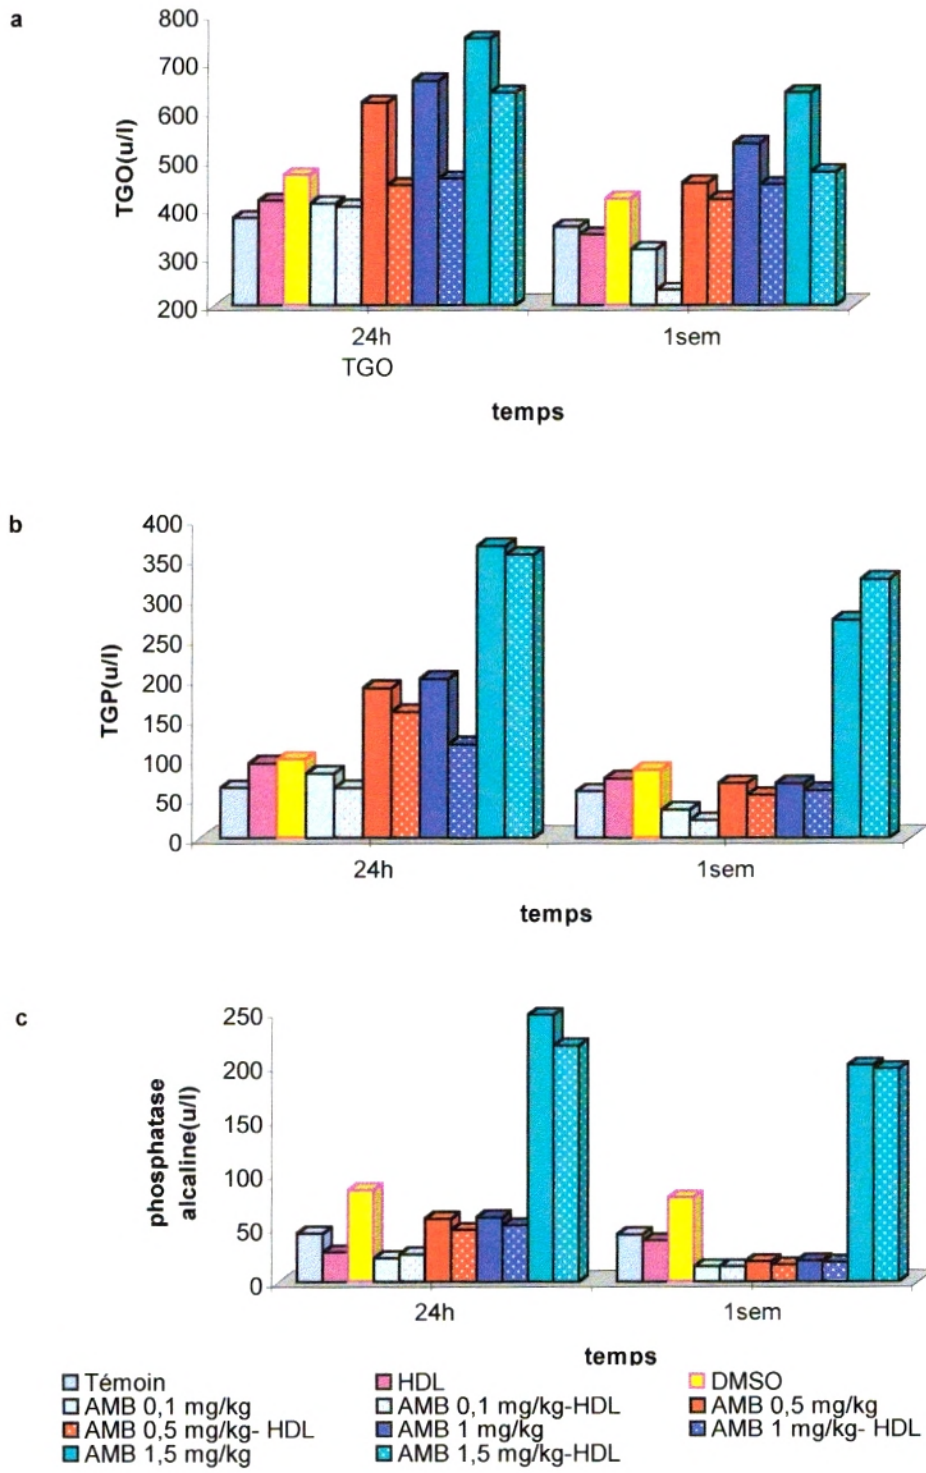 a
TGO(u/l)
800
700
600
500
400
300
200
24h
1sem
TGO
temps
b
TGP(u/l)
400
350
300
250
200
150
100
50
0
24h
1sem
temps
c
phosphatase
alcaline(u/l)
250
200
150
100
50
0
24h
1sem
temps
Témoin
HDL
DMSO
AMB 0,1 mg/kg
AMB 0,1 mg/kg-HDL
AMB 0,5 mg/kg
AMB 0,5 mg/kg- HDL
AMB 1 mg/kg
AMB 1 mg/kg- HDL
AMB 1,5 mg/kg
AMB 1,5 mg/kg-HDL